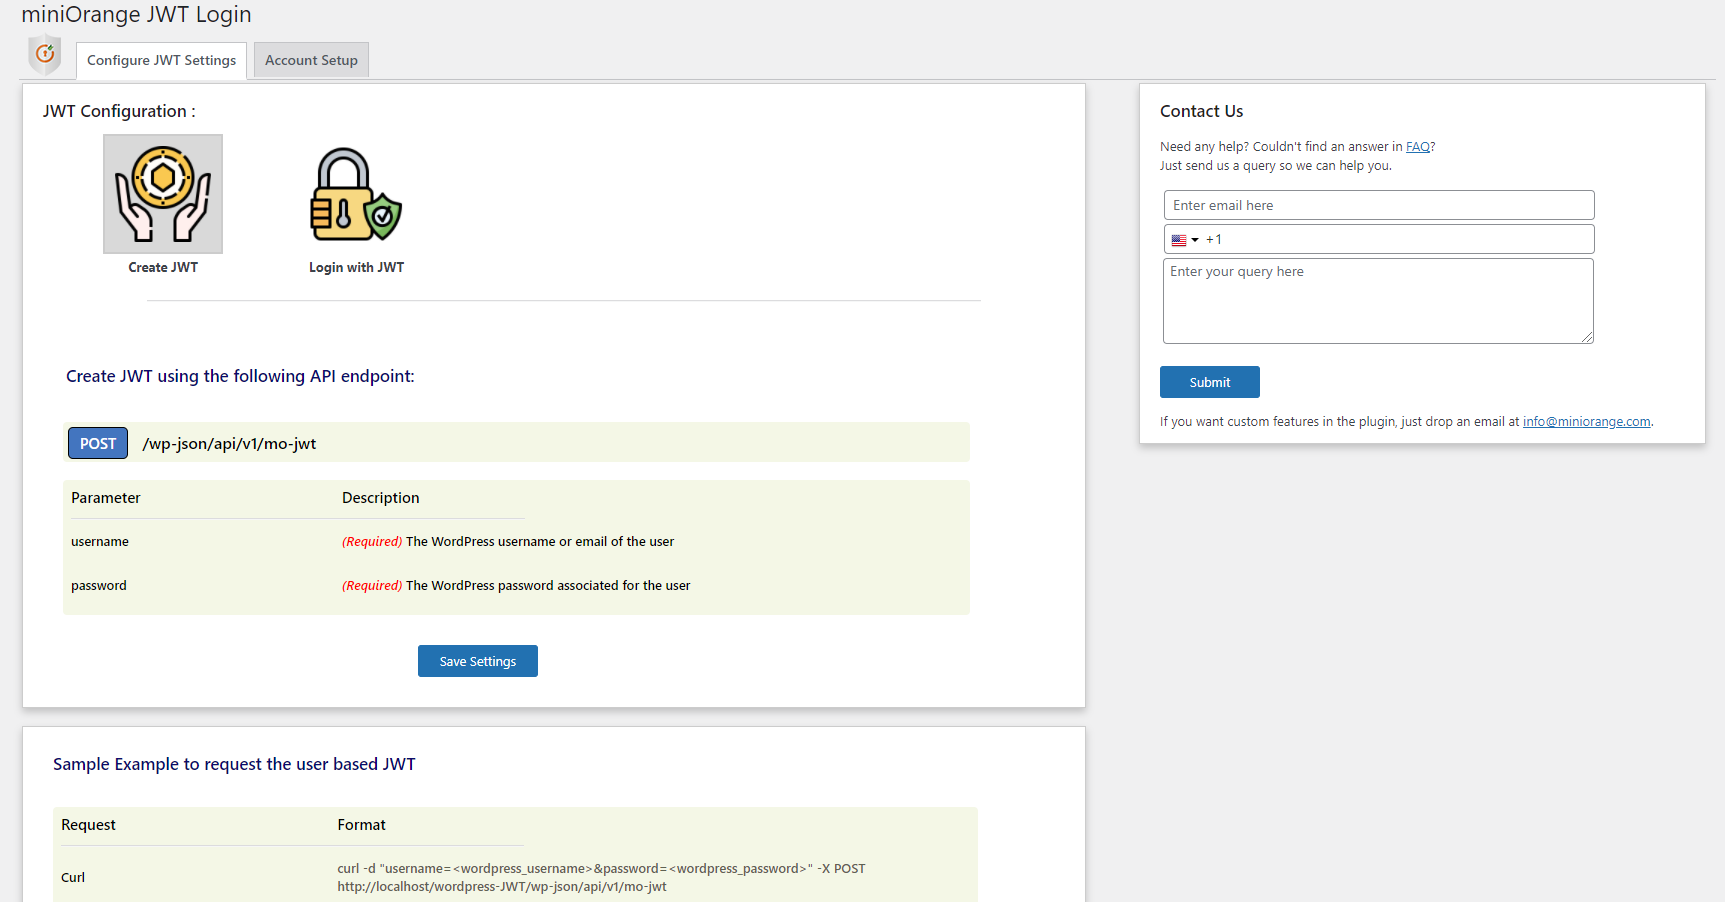 miniOrange JWT Login
Configure JWT Settings
Account Setup
JWT Configuration :
Create JWT
Login with JWT
Create JWT using the following API endpoint:
POST /wp-json/api/v1/mo-jwt
Parameter Description
username (Required) The WordPress username or email of the user
password (Required) The WordPress password associated for the user
Save Settings
Sample Example to request the user based JWT
Request Format
Curl
curl -d "username=<wordpress_username>&password=<wordpress_password>" -X POST
http://localhost/wordpress-JWT/wp-json/api/v1/mo-jwt
Contact Us
Need any help? Couldn't find an answer in FAQ?
Just send us a query so we can help you.
Enter email here
+1
Enter your query here
Submit
If you want custom features in the plugin, just drop an email at info@miniorange.com.